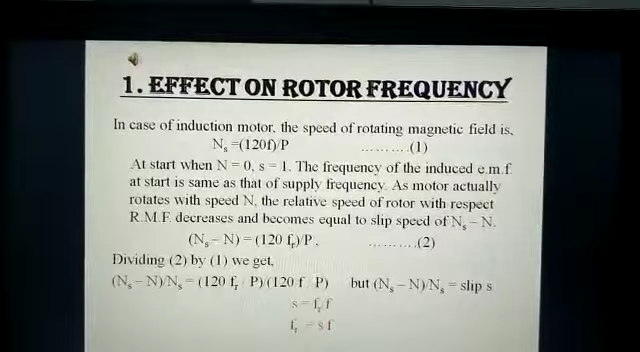 1. EFFECT ON ROTOR FREQUENCY
In case of induction motor, the speed of rotating magnetic field is,
Ns =(120f)/P ……….(1)
At start when N = 0, s = 1. The frequency of the induced e.m.f.
at start is same as that of supply frequency. As motor actually
rotates with speed N, the relative speed of rotor with respect
R.M.F. decreases and becomes equal to slip speed of Ns – N.
(Ns – N) = (120 fr)/P . ……….(2)
Dividing (2) by (1) we get,
(Ns – N)/Ns = (120 fr / P)/(120 f / P) but (Ns – N)/Ns = slip s
s = fr/f
fr = s f